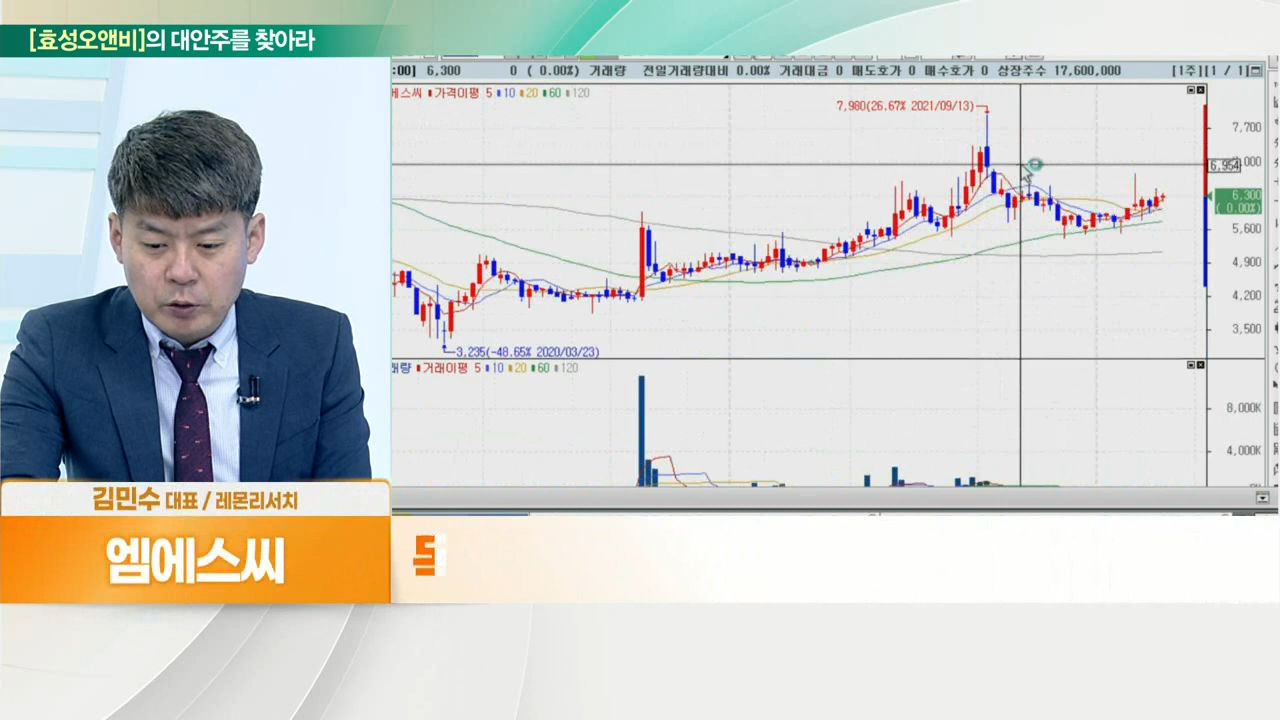 [효성오앤비]의 대안주를 찾아라
:00] 6,300 0 ( 0.00%) 거래량 전일거래량대비 0.00% 거래대금 0 매도호가 0 매수호가 0 상장주수 17,600,000 [1주][1 / 1]
에스씨 가격이평 5 10 20 60 120
7,980(26.67% 2021/09/13)
7,700
6,954
6,300
( 0.00%)
5,600
4,900
4,200
3,500
3,235(-48.65% 2020/03/23)
래량 거래이평 5 10 20 60 120
8,000K
4,000K
김민수 대표 / 레몬리서치
엠에스씨